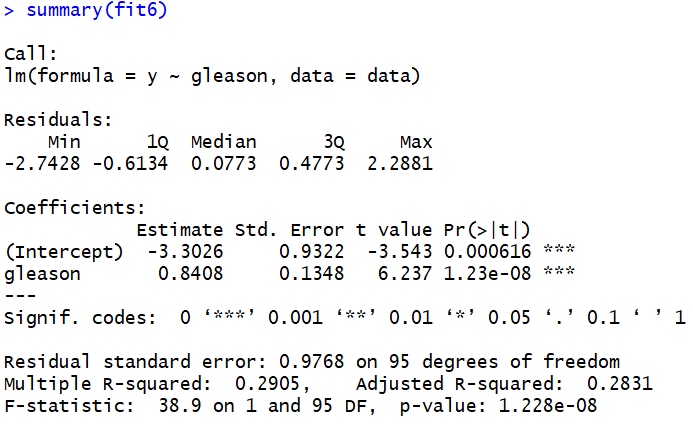 > summary(fit6)
Call:
lm(formula = y ~ gleason, data = data)
Residuals:
    Min      1Q  Median      3Q     Max
-2.7428 -0.6134  0.0773  0.4773  2.2881
Coefficients:
            Estimate Std. Error t value Pr(>|t|)
(Intercept)  -3.3026     0.9322  -3.543 0.000616 ***
gleason       0.8408     0.1348   6.237 1.23e-08 ***
---
Signif. codes:  0 ‘***’ 0.001 ‘**’ 0.01 ‘*’ 0.05 ‘.’ 0.1 ‘ ’ 1
Residual standard error: 0.9768 on 95 degrees of freedom
Multiple R-squared:  0.2905,	Adjusted R-squared:  0.2831
F-statistic:  38.9 on 1 and 95 DF,  p-value: 1.228e-08